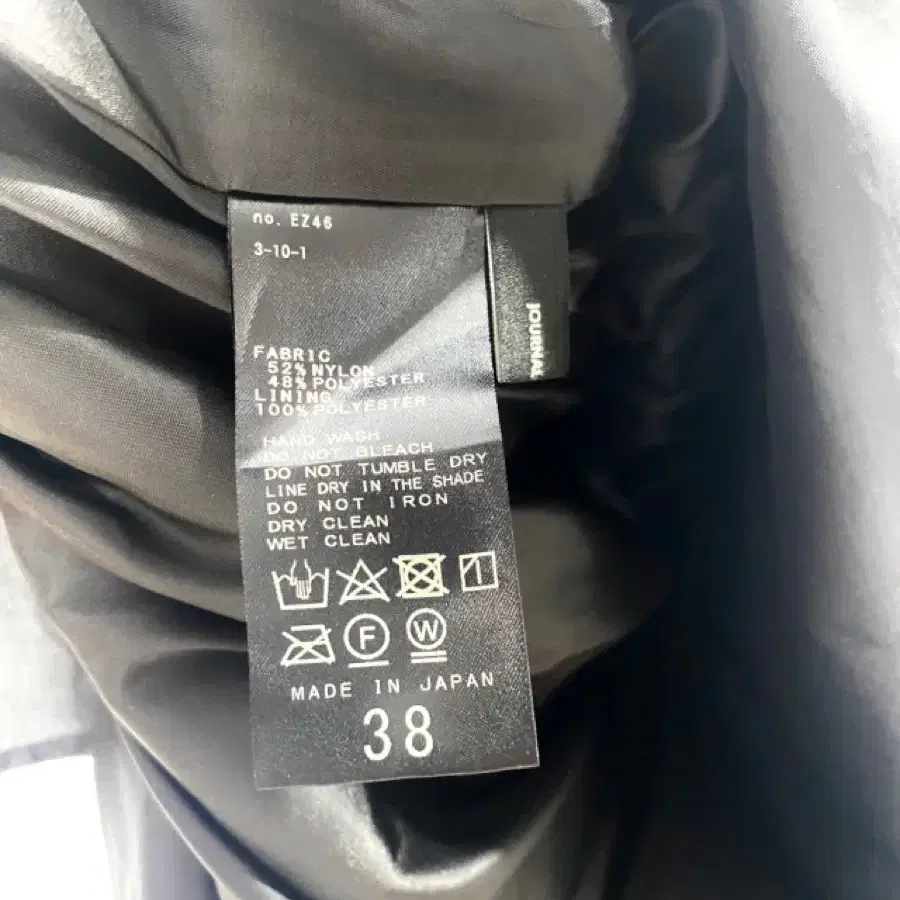 no. EZ46
3-10-1
FABRIC
52% NYLON
48% POLYESTER
LINING
100% POLYESTER
HAND WASH
DO NOT BLEACH
DO NOT TUMBLE DRY
LINE DRY IN THE SHADE
DO NOT IRON
DRY CLEAN
WET CLEAN
F
W
MADE IN JAPAN
38
JOURNAL